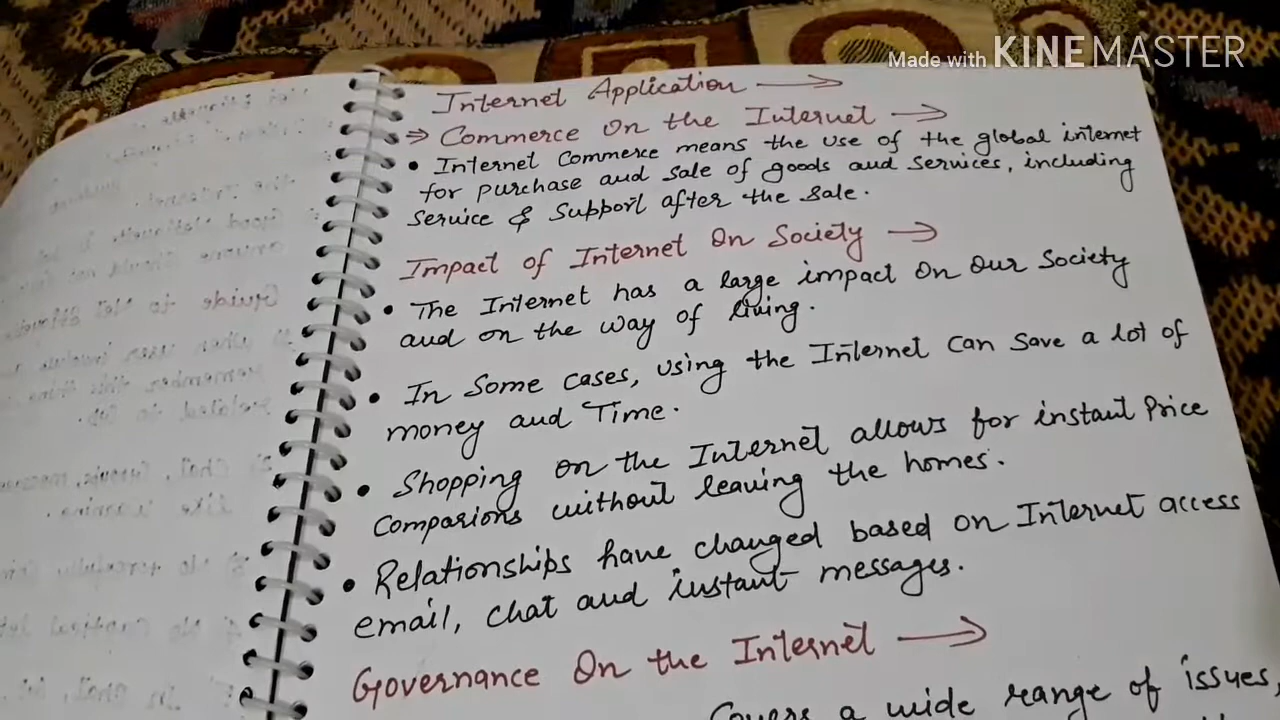 Made with KINEMASTER
Internet Application →
⇒ Commerce On the Internet →
• Internet Commerce means the use of the global internet
for purchase and sale of goods and services, including
Service & Support after the sale.
Impact of Internet On Society →
• The Internet has a large impact on our Society
and on the way of living.
• In Some cases, using the Internet can save a lot of
money and Time.
• Shopping on the Internet allows for instant Price
Comparions without leaving the homes.
• Relationships have changed based on Internet access
email, chat and instant messages.
Governance On the Internet →
Covers a wide range of issues,